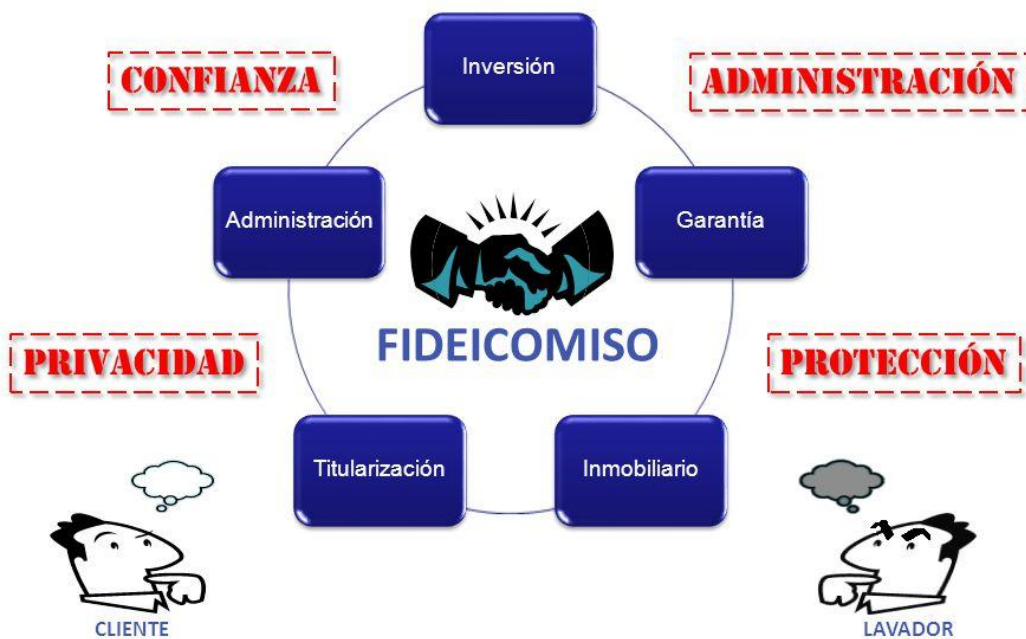 Inversión
CONFIANZA
ADMINISTRACIÓN
Administración
Garantía
FIDEICOMISO
PRIVACIDAD
PROTECCIÓN
Titularización
Inmobiliario
CLIENTE
LAVADOR